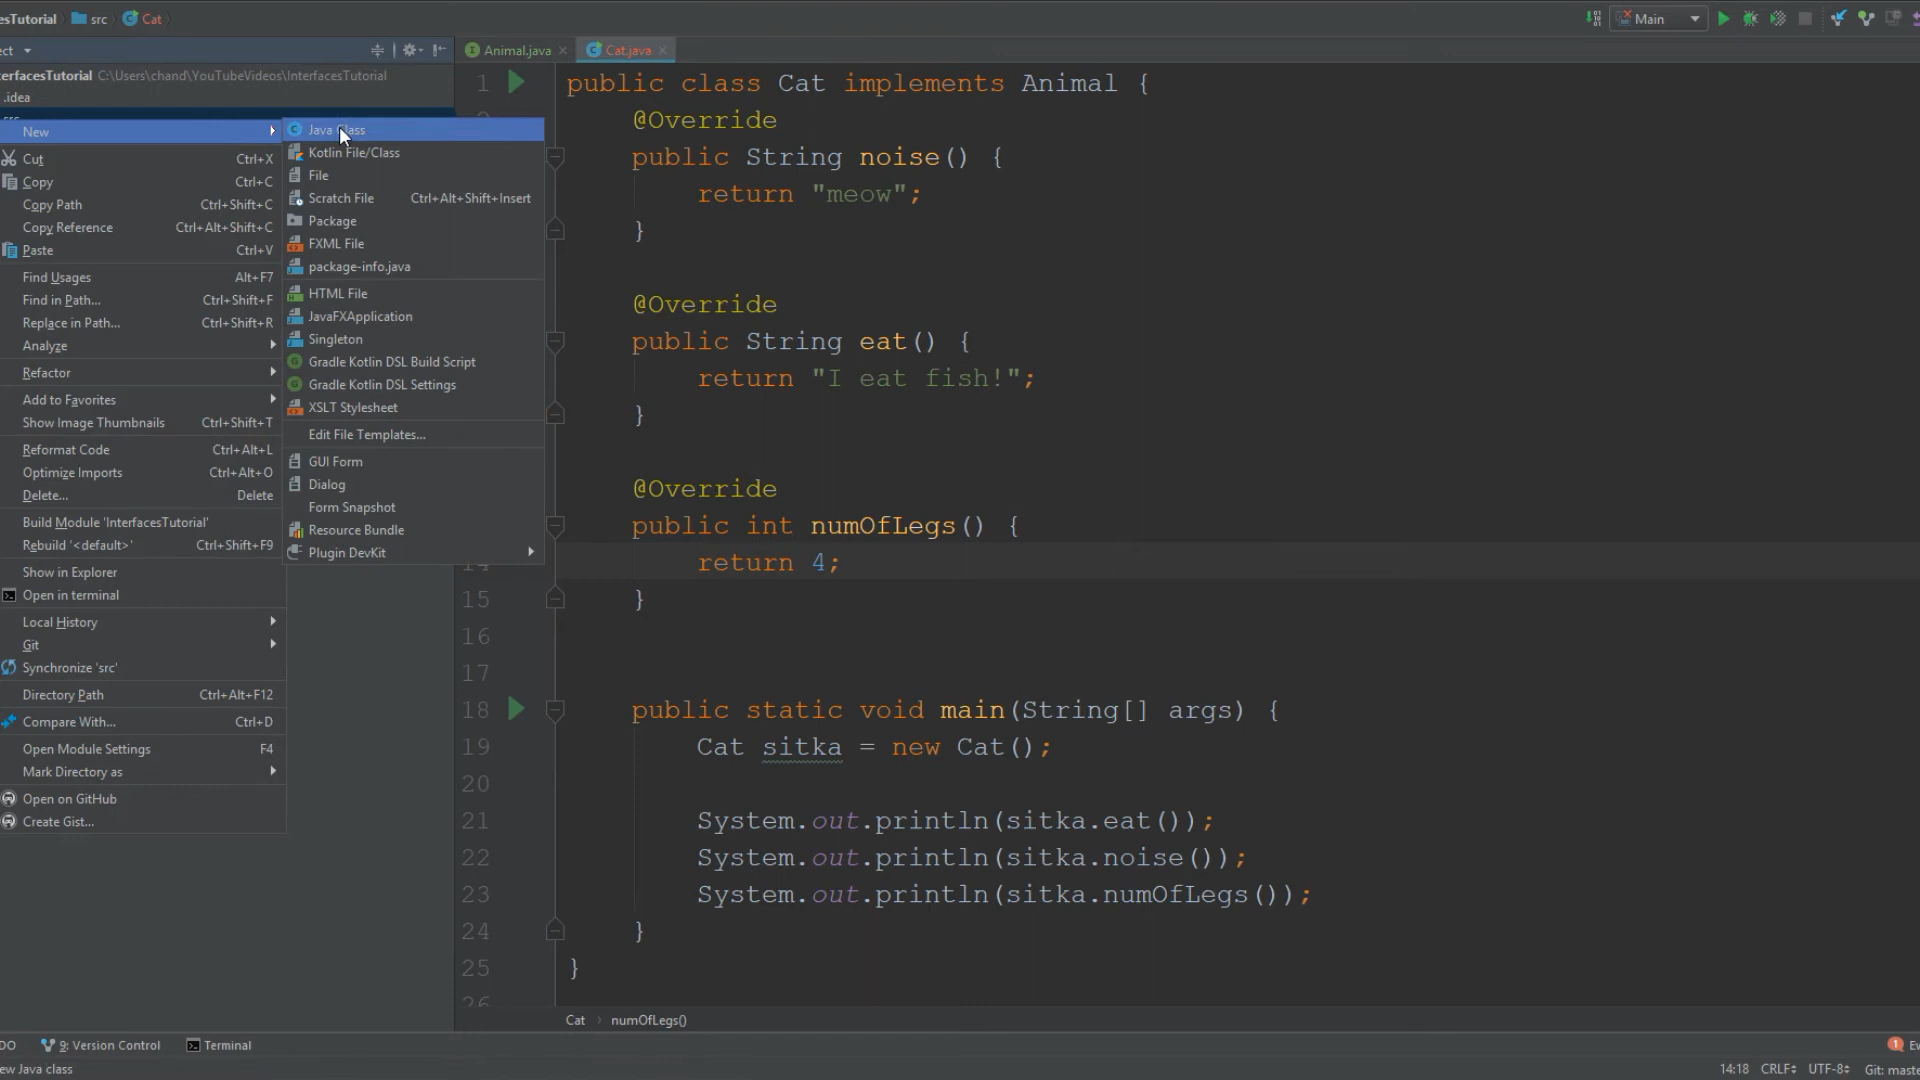 esTutorial src Cat
Main
ect
Animal.java Cat.java
erfacesTutorial C:\Users\chand\YouTubeVideos\InterfacesTutorial
.idea
New
Cut Ctrl+X
Copy Ctrl+C
Copy Path Ctrl+Shift+C
Copy Reference Ctrl+Alt+Shift+C
Paste Ctrl+V
Find Usages Alt+F7
Find in Path... Ctrl+Shift+F
Replace in Path... Ctrl+Shift+R
Analyze
Refactor
Add to Favorites
Show Image Thumbnails Ctrl+Shift+T
Reformat Code Ctrl+Alt+L
Optimize Imports Ctrl+Alt+O
Delete... Delete
Build Module 'InterfacesTutorial'
Rebuild '<default>' Ctrl+Shift+F9
Show in Explorer
Open in terminal
Local History
Git
Synchronize 'src'
Directory Path Ctrl+Alt+F12
Compare With... Ctrl+D
Open Module Settings F4
Mark Directory as
Open on GitHub
Create Gist...
Java Class
Kotlin File/Class
File
Scratch File Ctrl+Alt+Shift+Insert
Package
FXML File
package-info.java
HTML File
JavaFXApplication
Singleton
Gradle Kotlin DSL Build Script
Gradle Kotlin DSL Settings
XSLT Stylesheet
Edit File Templates...
GUI Form
Dialog
Form Snapshot
Resource Bundle
Plugin DevKit
1 public class Cat implements Animal {
@Override
public String noise() {
return "meow";
}
@Override
public String eat() {
return "I eat fish!";
}
@Override
public int numOfLegs() {
14 return 4;
15 }
16
17
18 public static void main(String[] args) {
19 Cat sitka = new Cat();
20
21 System.out.println(sitka.eat());
22 System.out.println(sitka.noise());
23 System.out.println(sitka.numOfLegs());
24 }
25 }
26
Cat numOfLegs()
DO 9: Version Control Terminal 1 Ev
ew Java class 14:18 CRLF UTF-8 Git: maste